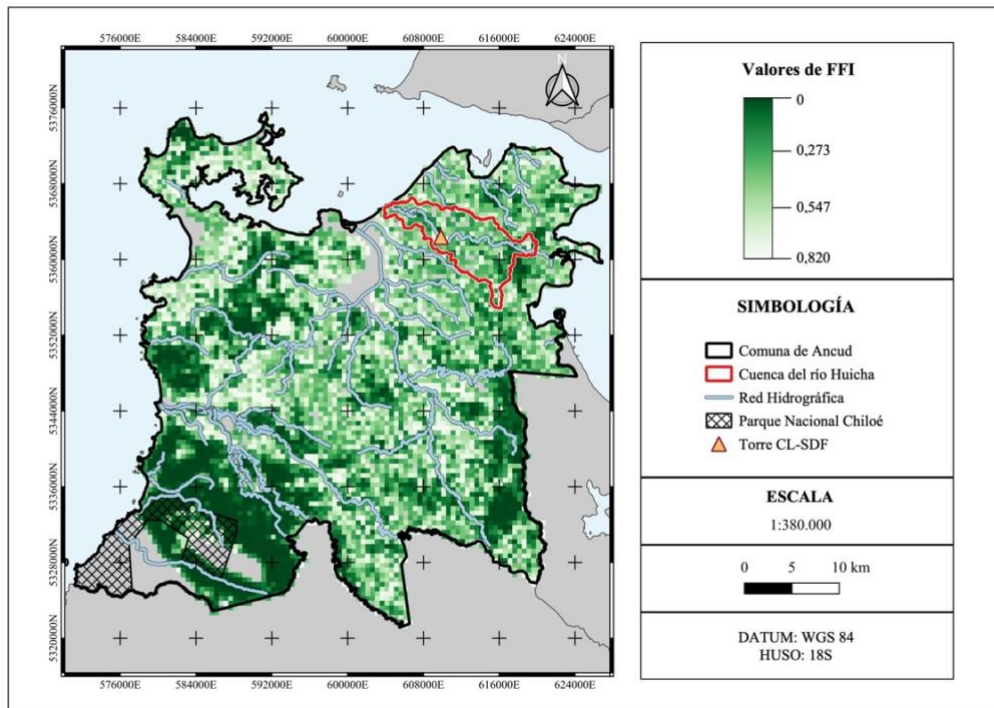 576000E 584000E 592000E 600000E 608000E 616000E 624000E
5376000N
5368000N
5360000N
5352000N
5344000N
5336000N
5328000N
5320000N
N
576000E 584000E 592000E 600000E 608000E 616000E 624000E
Valores de FFI
0
0,273
0,547
0,820
SIMBOLOGÍA
Comuna de Ancud
Cuenca del río Huicha
Red Hidrográfica
Parque Nacional Chiloé
Torre CL-SDF
ESCALA
1:380.000
0 5 10 km
DATUM: WGS 84
HUSO: 18S